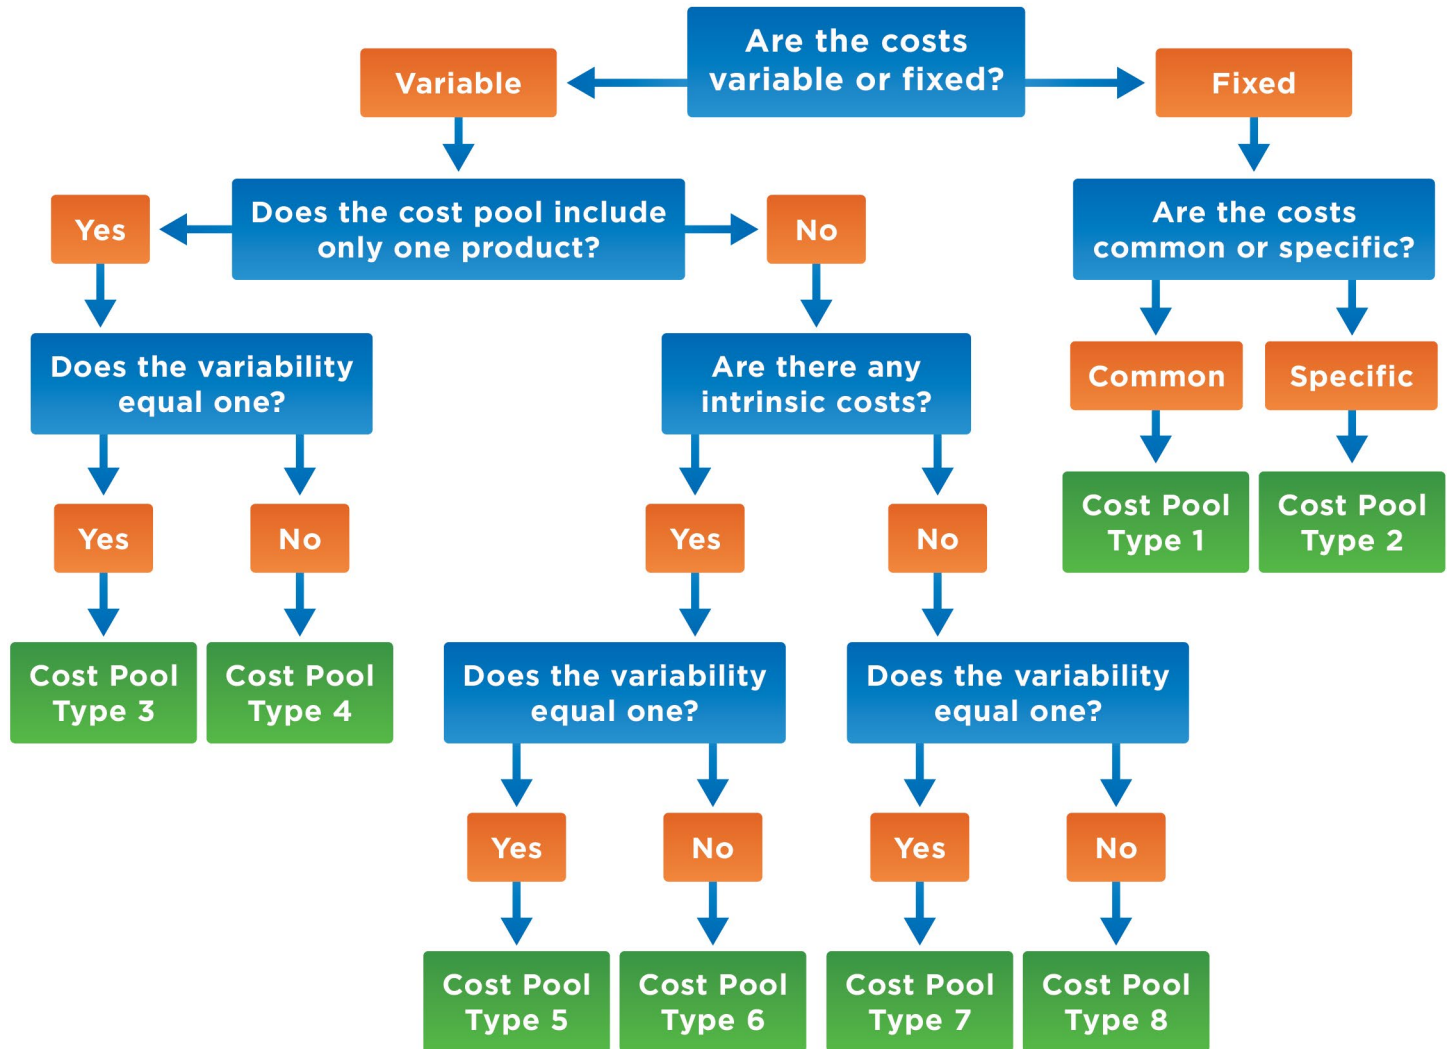 Are the costs
variable or fixed?
Variable
Fixed
Yes
Does the cost pool include
only one product?
No
Are the costs
common or specific?
Does the variability
equal one?
Are there any
intrinsic costs?
Common
Specific
Cost Pool
Type 1
Cost Pool
Type 2
Yes
No
Yes
No
Cost Pool
Type 3
Cost Pool
Type 4
Does the variability
equal one?
Does the variability
equal one?
Yes
No
Yes
No
Cost Pool
Type 5
Cost Pool
Type 6
Cost Pool
Type 7
Cost Pool
Type 8